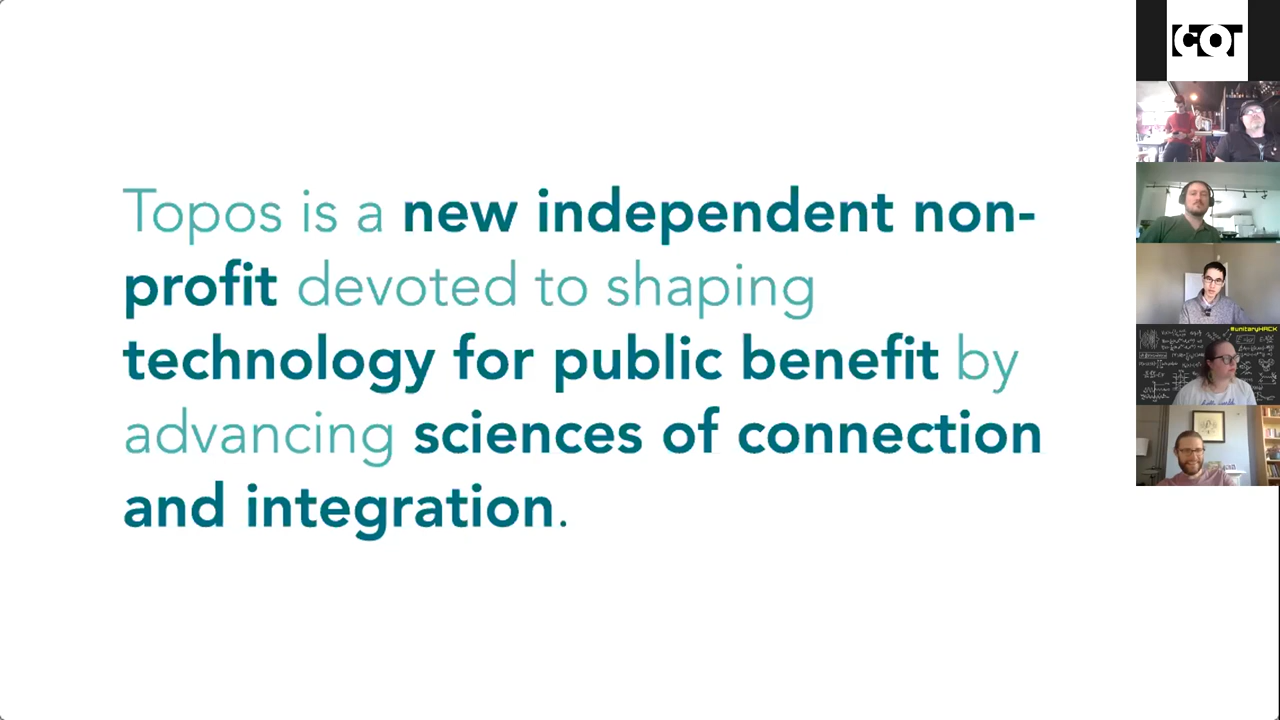 Topos is a new independent non-
profit devoted to shaping
technology for public benefit by
advancing sciences of connection
and integration.
#unitaryHACK